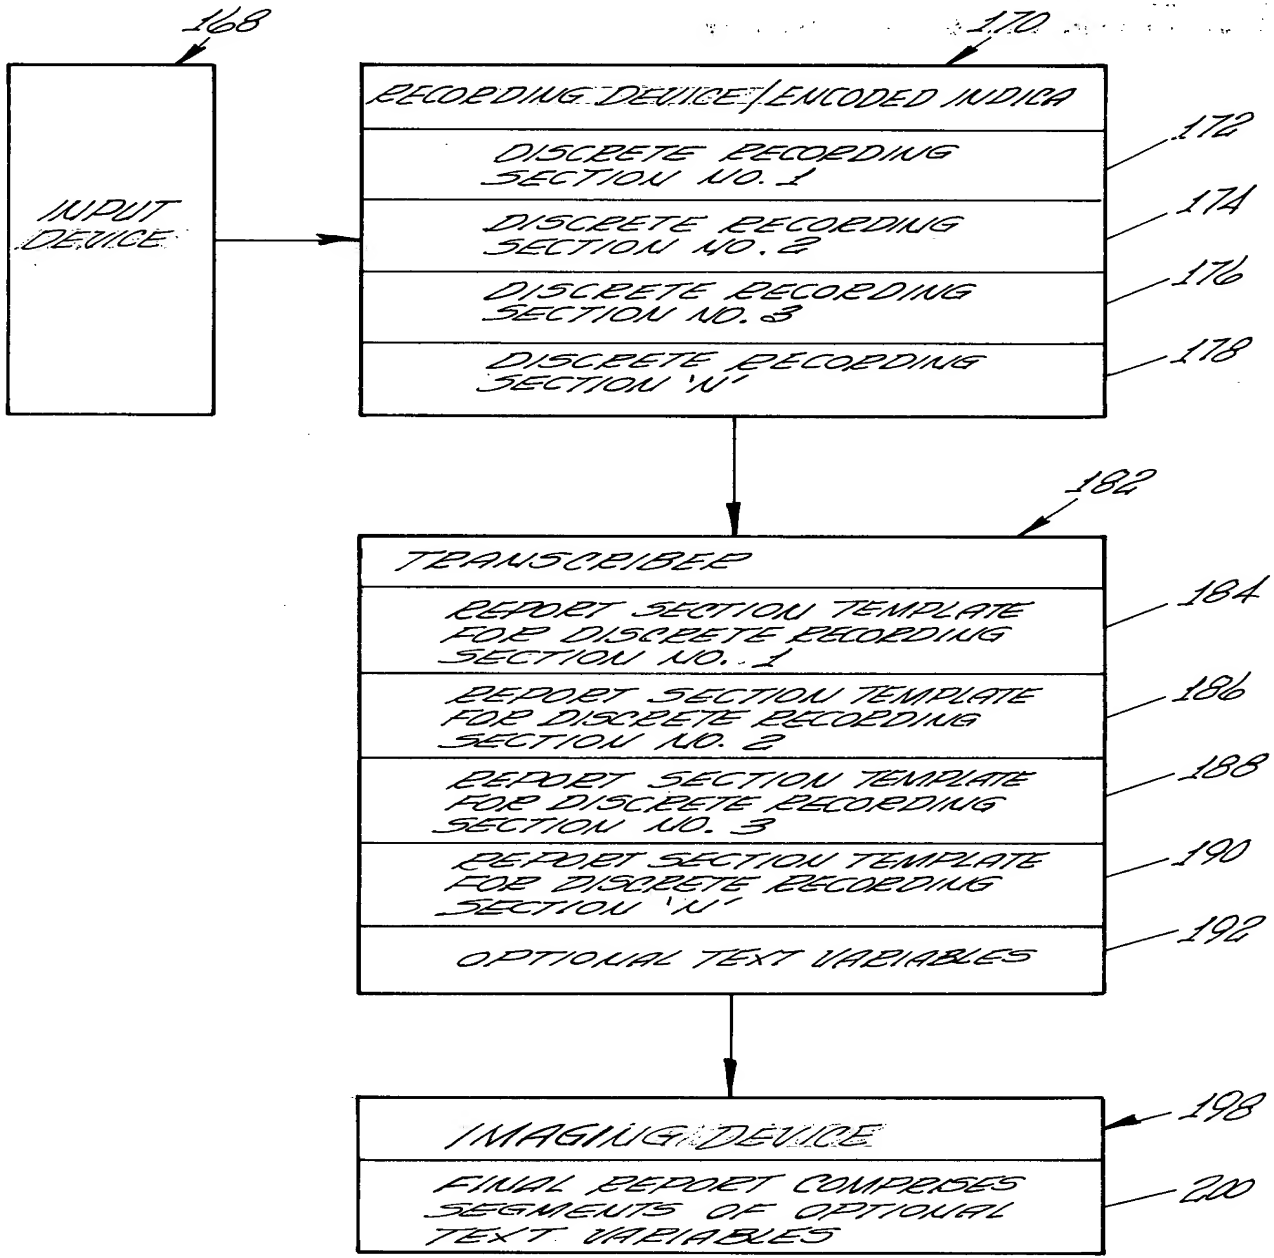 168
170
INPUT
DEVICE
RECORDING DEVICE/ENCODED INDICA
DISCRETE RECORDING
SECTION NO. 1
172
DISCRETE RECORDING
SECTION NO. 2
174
DISCRETE RECORDING
SECTION NO. 3
176
DISCRETE RECORDING
SECTION 'N'
178
182
TRANSCRIBER
REPORT SECTION TEMPLATE
FOR DISCRETE RECORDING
SECTION NO. 1
184
REPORT SECTION TEMPLATE
FOR DISCRETE RECORDING
SECTION NO. 2
186
REPORT SECTION TEMPLATE
FOR DISCRETE RECORDING
SECTION NO. 3
188
REPORT SECTION TEMPLATE
FOR DISCRETE RECORDING
SECTION 'N'
190
OPTIONAL TEXT VARIABLES
192
IMAGING DEVICE
198
FINAL REPORT COMPRISES
SEGMENTS OF OPTIONAL
TEXT VARIABLES
200